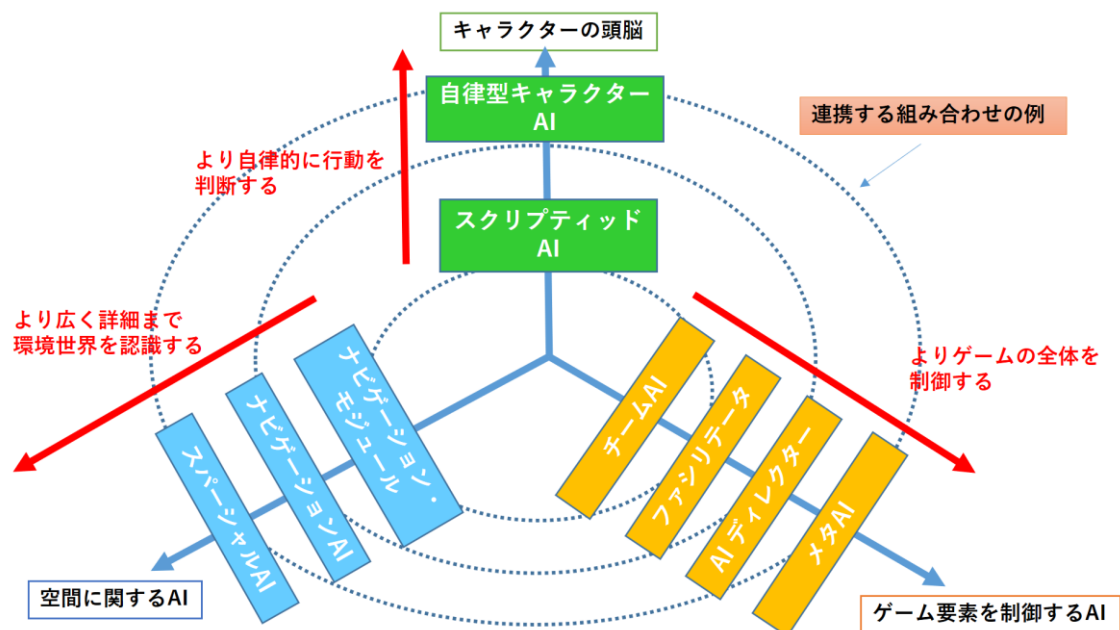 キャラクターの頭脳
自律型キャラクター
AI
連携する組み合わせの例
より自律的に行動を
判断する
スクリプティッド
AI
より広く詳細まで
環境世界を認識する
よりゲームの全体を
制御する
ナビゲーション・
モジュール
ナビゲーションAI
スパーシャルAI
チームAI
ファシリテータ
AI ディレクター
メタAI
空間に関するAI
ゲーム要素を制御するAI